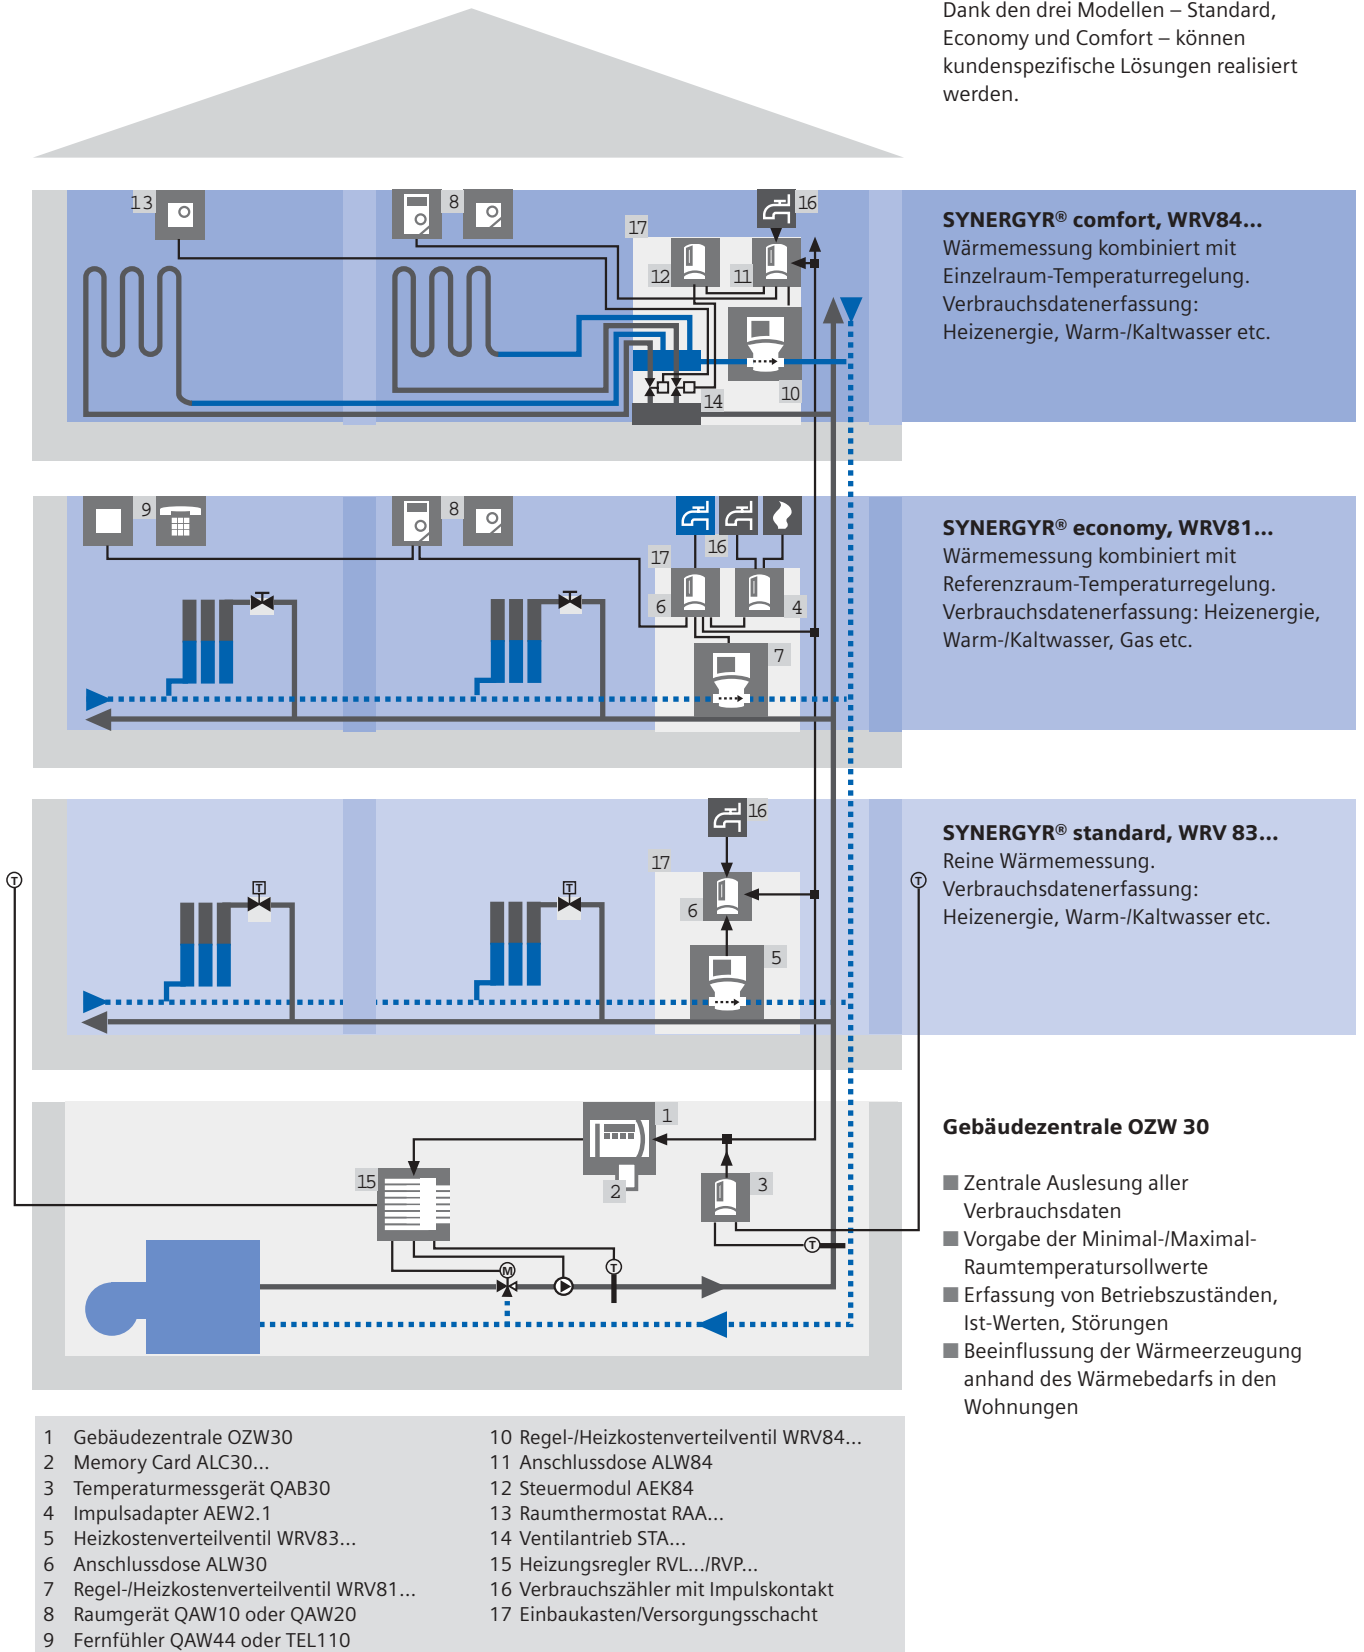 Dank den drei Modellen – Standard,
Economy und Comfort – können
kundenspezifische Lösungen realisiert
werden.
13
8
16
17
12
11
10
14
SYNERGYR® comfort, WRV84...
Wärmemessung kombiniert mit
Einzelraum-Temperaturregelung.
Verbrauchsdatenerfassung:
Heizenergie, Warm-/Kaltwasser etc.
9
8
16
17
6
4
7
SYNERGYR® economy, WRV81...
Wärmemessung kombiniert mit
Referenzraum-Temperaturregelung.
Verbrauchsdatenerfassung: Heizenergie,
Warm-/Kaltwasser, Gas etc.
16
17
6
5
T
T
T
T
SYNERGYR® standard, WRV 83...
Reine Wärmemessung.
Verbrauchsdatenerfassung:
Heizenergie, Warm-/Kaltwasser etc.
1
2
3
15
M
T
T
Gebäudezentrale OZW 30
■ Zentrale Auslesung aller
Verbrauchsdaten
■ Vorgabe der Minimal-/Maximal-
Raumtemperatursollwerte
■ Erfassung von Betriebszuständen,
Ist-Werten, Störungen
■ Beeinflussung der Wärmeerzeugung
anhand des Wärmebedarfs in den
Wohnungen
1 Gebäudezentrale OZW30
2 Memory Card ALC30...
3 Temperaturmessgerät QAB30
4 Impulsadapter AEW2.1
5 Heizkostenverteilventil WRV83...
6 Anschlussdose ALW30
7 Regel-/Heizkostenverteilventil WRV81...
8 Raumgerät QAW10 oder QAW20
9 Fernfühler QAW44 oder TEL110
10 Regel-/Heizkostenverteilventil WRV84...
11 Anschlussdose ALW84
12 Steuermodul AEK84
13 Raumthermostat RAA...
14 Ventilantrieb STA...
15 Heizungsregler RVL.../RVP...
16 Verbrauchszähler mit Impulskontakt
17 Einbaukasten/Versorgungsschacht